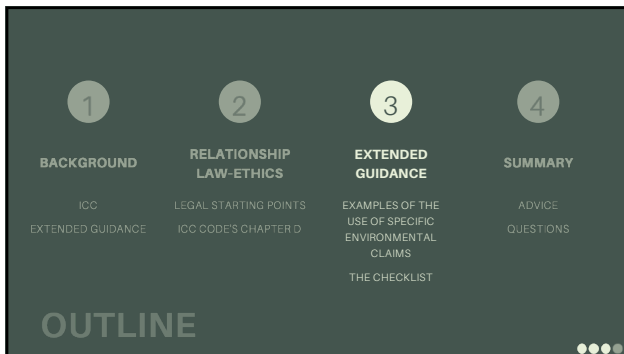 1
BACKGROUND
ICC
EXTENDED GUIDANCE
2
RELATIONSHIP
LAW-ETHICS
LEGAL STARTING POINTS
ICC CODE'S CHAPTER D
3
EXTENDED
GUIDANCE
EXAMPLES OF THE
USE OF SPECIFIC
ENVIRONMENTAL
CLAIMS
THE CHECKLIST
4
SUMMARY
ADVICE
QUESTIONS
OUTLINE